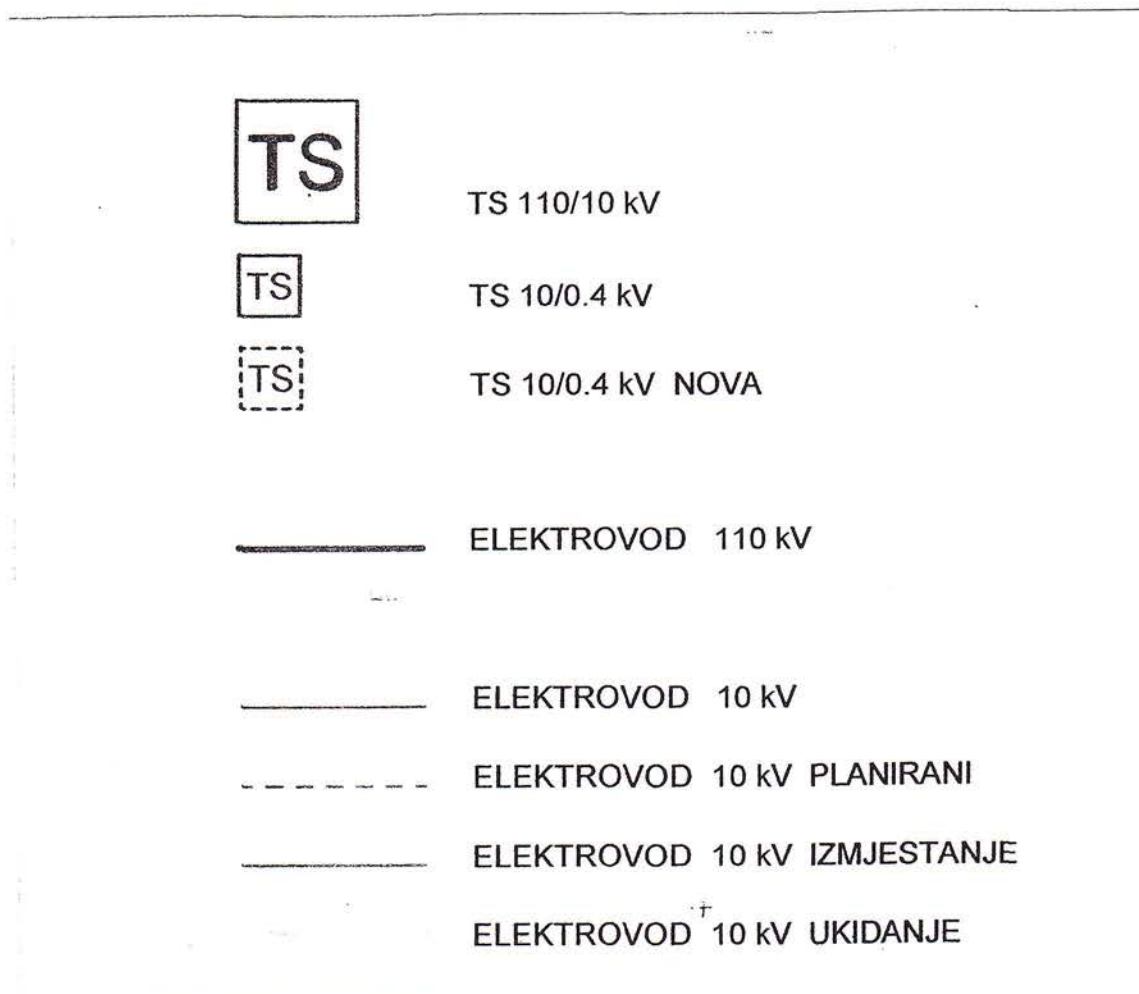 TS
TS 110/10 kV
TS
TS 10/0.4 kV
TS
TS 10/0.4 kV NOVA
ELEKTROVOD 110 kV
ELEKTROVOD 10 kV
ELEKTROVOD 10 kV PLANIRANI
ELEKTROVOD 10 kV IZMJESTANJE
ELEKTROVOD 10 kV UKIDANJE